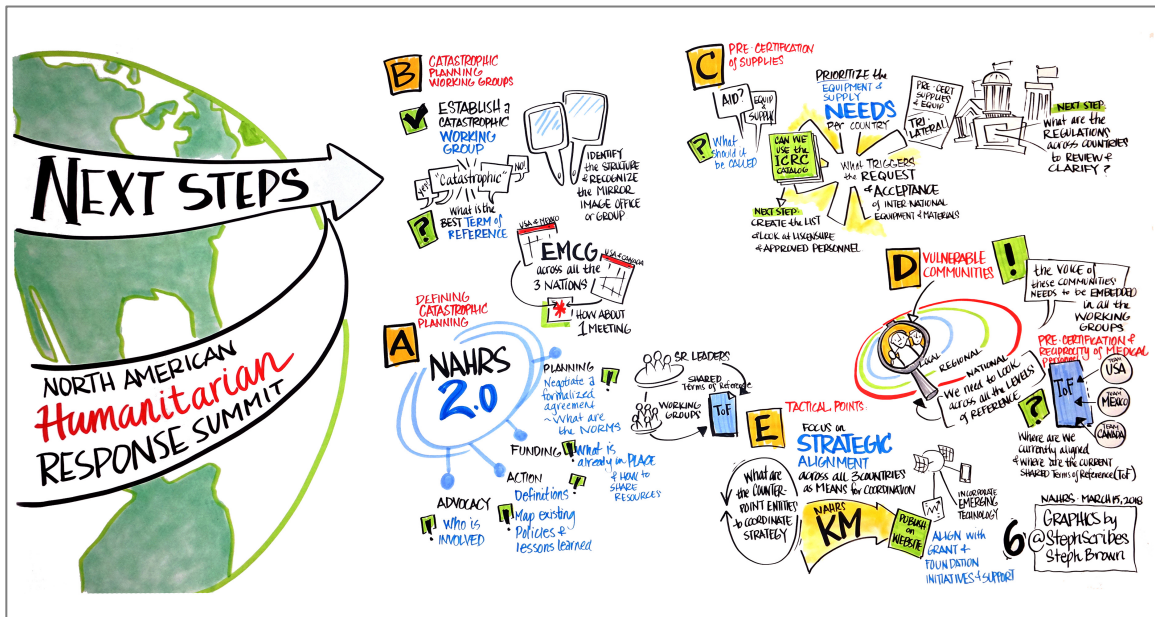 NEXT STEPS
NORTH AMERICAN
Humanitarian
RESPONSE SUMMIT
B
CATASTROPHIC
PLANNING
WORKING GROUPS
ESTABLISH a
CATASTROPHIC
WORKING
GROUP
YES!
"Catastrophic"
NO!
?
What is the
BEST TERM of
REFERENCE
IDENTIFY
the STRUCTURE
& RECOGNIZE
the MIRROR
IMAGE OFFICE
or GROUP
USA & MEXICO
USA & CANADA
EMCG
across all the
3 NATIONS
*
HOW ABOUT
1 MEETING
A
DEFINING
CATASTROPHIC
PLANNING
NAHRS
2.0
PLANNING
!
Negotiate a
formalized
agreement
~What are
the NORMS
FUNDING
!
What is
already in PLACE
& HOW to
SHARE
RESOURCES
ACTION
!
Definitions
!
Map existing
Policies &
lessons learned
ADVOCACY
!
Who is
INVOLVED
SR. LEADERS
SHARED
Terms of Reference
WORKING
GROUPS
ToF
C
PRE-CERTIFICATION
of SUPPLIES
AID?
EQUIP &
SUPPLY
?
What
should it
be CALLED
CAN WE
USE the
ICRC
CATALOG
NEXT STEP:
CREATE the LIST
& LOOK at LISCENSURE
& APPROVED PERSONNEL
PRIORITIZE the
EQUIPMENT
& SUPPLY
NEEDS
per COUNTRY
PRE-CERT
SUPPLIES & EQUIP
TRI-
LATERAL
WHAT TRIGGERS
the REQUEST
& ACCEPTANCE
of INTERNATIONAL
EQUIPMENT & MATERIALS
NEXT STEP:
What are the
REGULATIONS
across COUNTRIES
to REVIEW &
CLARIFY?
D
VULNERABLE
COMMUNITIES
!
the VOICE of
these COMMUNITIES
NEEDS to be EMBEDDED
in all the
WORKING
GROUPS
LOCAL
REGIONAL
NATIONAL
We need to look
across all the LEVELS
of REFERENCE
PRE-CERTIFICATION &
RECIPROCITY of MEDICAL
PERSONNEL
ToF
TEAM
USA
TEAM
MEXICO
TEAM
CANADA
?
Where are we
currently aligned
& WHERE are the CURRENT
SHARED Terms of Reference (ToF)
E
TACTICAL POINTS:
FOCUS on
STRATEGIC
ALIGNMENT
across all 3 COUNTRIES
as MEANS for COORDINATION
WHAT are
the COUNTER-
POINT ENTITIES
to COORDINATE
STRATEGY
NAHRS
KM
PUBLISH
on
WEBSITE
INCORPORATE
EMERGING
TECHNOLOGY
ALIGN with
GRANT &
FOUNDATION
INITIATIVES & SUPPORT
NAHRS · MARCH 15, 2018
6
GRAPHICS by
@StephScribes
Steph Brown